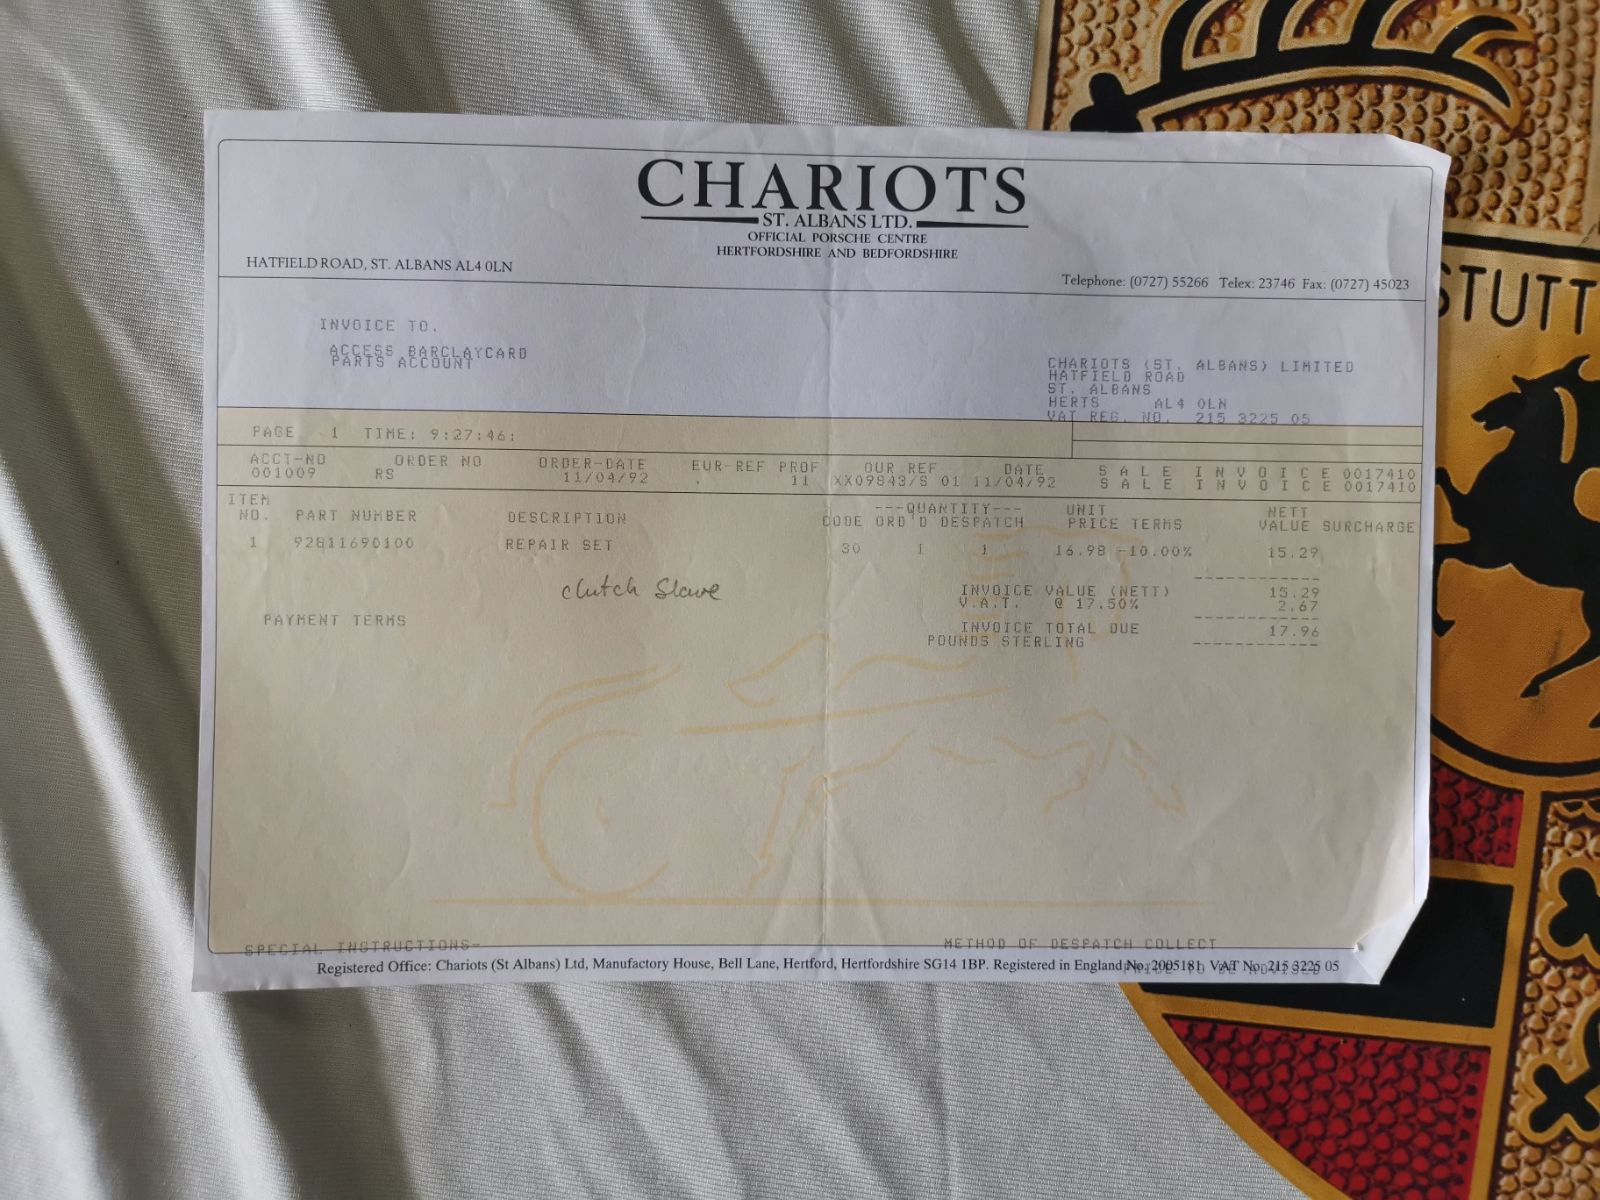 CHARIOTS
ST. ALBANS LTD.
OFFICIAL PORSCHE CENTRE
HERTFORDSHIRE AND BEDFORDSHIRE
HATFIELD ROAD, ST. ALBANS AL4 0LN
Telephone: (0727) 55266 Telex: 23746 Fax: (0727) 45023
INVOICE TO.
ACCESS BARCLAYCARD
PARTS ACCOUNT
CHARIOTS (ST. ALBANS) LIMITED
HATFIELD ROAD
ST. ALBANS
HERTS AL4 0LN
VAT REG. NO. 215 3225 05
PAGE 1 TIME: 9:27:46:
ACCT-NO ORDER NO ORDER-DATE EUR-REF PROF OUR REF DATE SALE INVOICE 0017410
001009 RS 11/04/92 11 XX09843/S 01 11/04/92 SALE INVOICE 0017410
ITEM ---QUANTITY--- UNIT NETT
NO. PART NUMBER DESCRIPTION CODE ORD'D DESPATCH PRICE TERMS VALUE SURCHARGE
1 92811690100 REPAIR SET 30 1 1 16.98 -10.00% 15.29
clutch Slave
INVOICE VALUE (NETT) 15.29
V.A.T. @ 17.50% 2.67
PAYMENT TERMS
INVOICE TOTAL DUE 17.96
POUNDS STERLING
SPECIAL INSTRUCTIONS-
METHOD OF DESPATCH COLLECT
Registered Office: Chariots (St Albans) Ltd, Manufactory House, Bell Lane, Hertford, Hertfordshire SG14 1BP. Registered in England No. 2005181. VAT No. 215 3225 05
STUTT